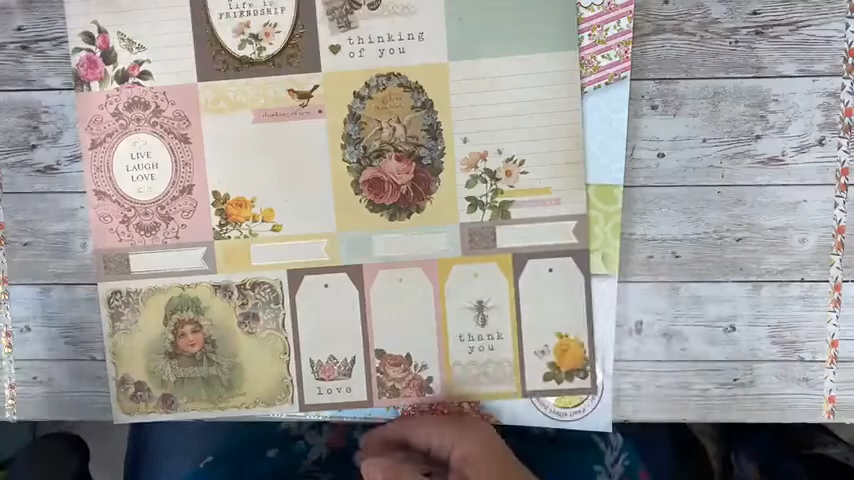 life is
FRIENDSHIP
thinking
of you
LIVE
LAUGH
LOVE
thank
you
love